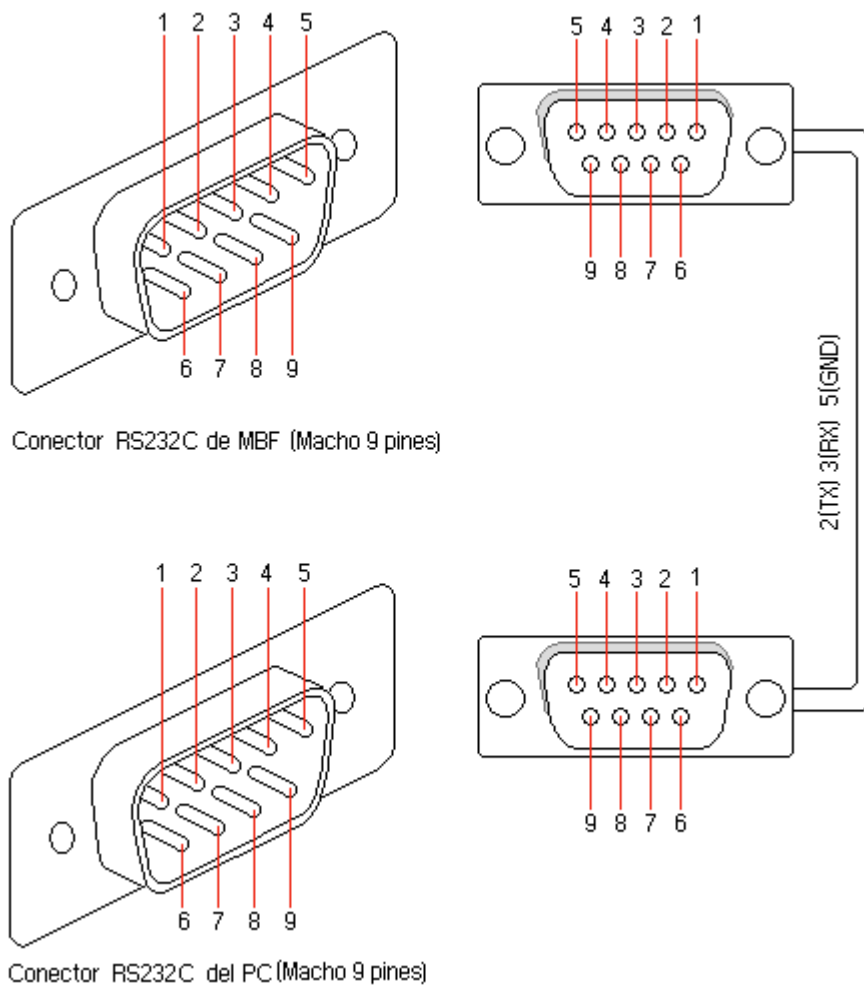 1 2 3 4 5
5 4 3 2 1
6 7 8 9
9 8 7 6
Conector RS232C de MBF (Macho 9 pines)
2(TX) 3(RX) 5(GND)
1 2 3 4 5
5 4 3 2 1
6 7 8 9
9 8 7 6
Conector RS232C del PC (Macho 9 pines)